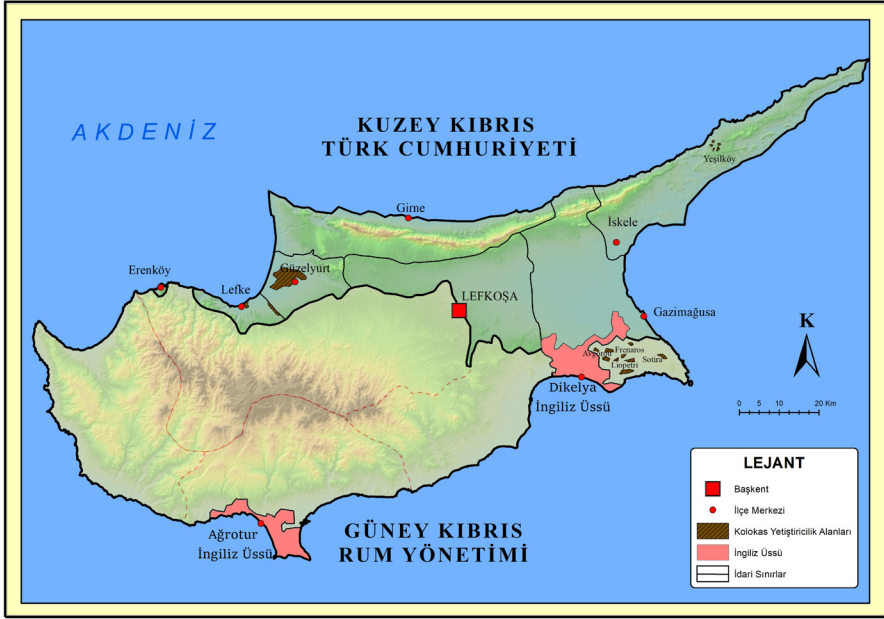 AKDENİZ
KUZEY KIBRIS
TÜRK CUMHURİYETİ
Yeşilköy
Girne
İskele
Güzelyurt
Erenköy
Lefke
LEFKOŞA
Gazimağusa
K
Avgorou
Frenaros
Sotira
Liopetri
Dikelya
İngiliz Üssü
0 5 10 20 Km
LEJANT
Başkent
İlçe Merkezi
Kolokas Yetiştiricilik Alanları
İngiliz Üssü
İdari Sınırlar
Ağrotur
İngiliz Üssü
GÜNEY KIBRIS
RUM YÖNETİMİ